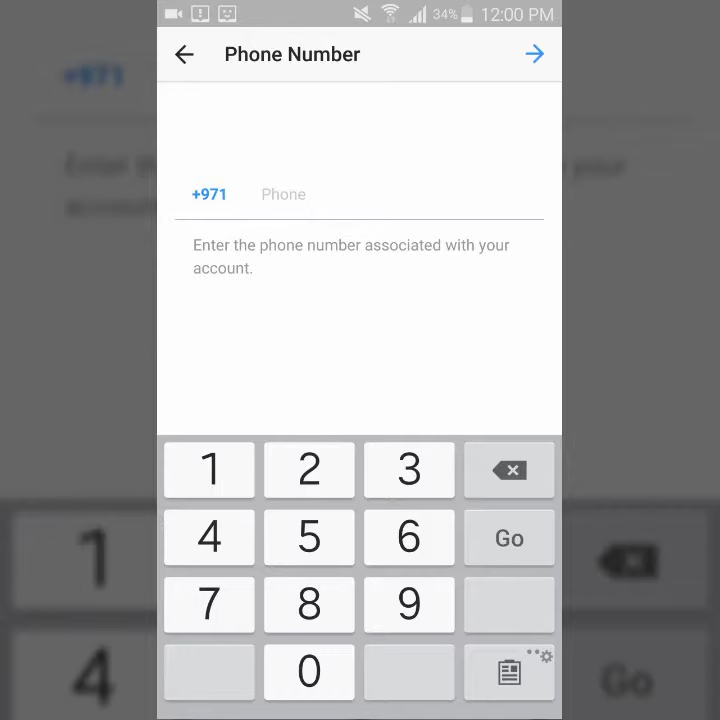 34% 12:00 PM
Phone Number
+971 Phone
Enter the phone number associated with your
account.
1 2 3
4 5 6 Go
7 8 9
0